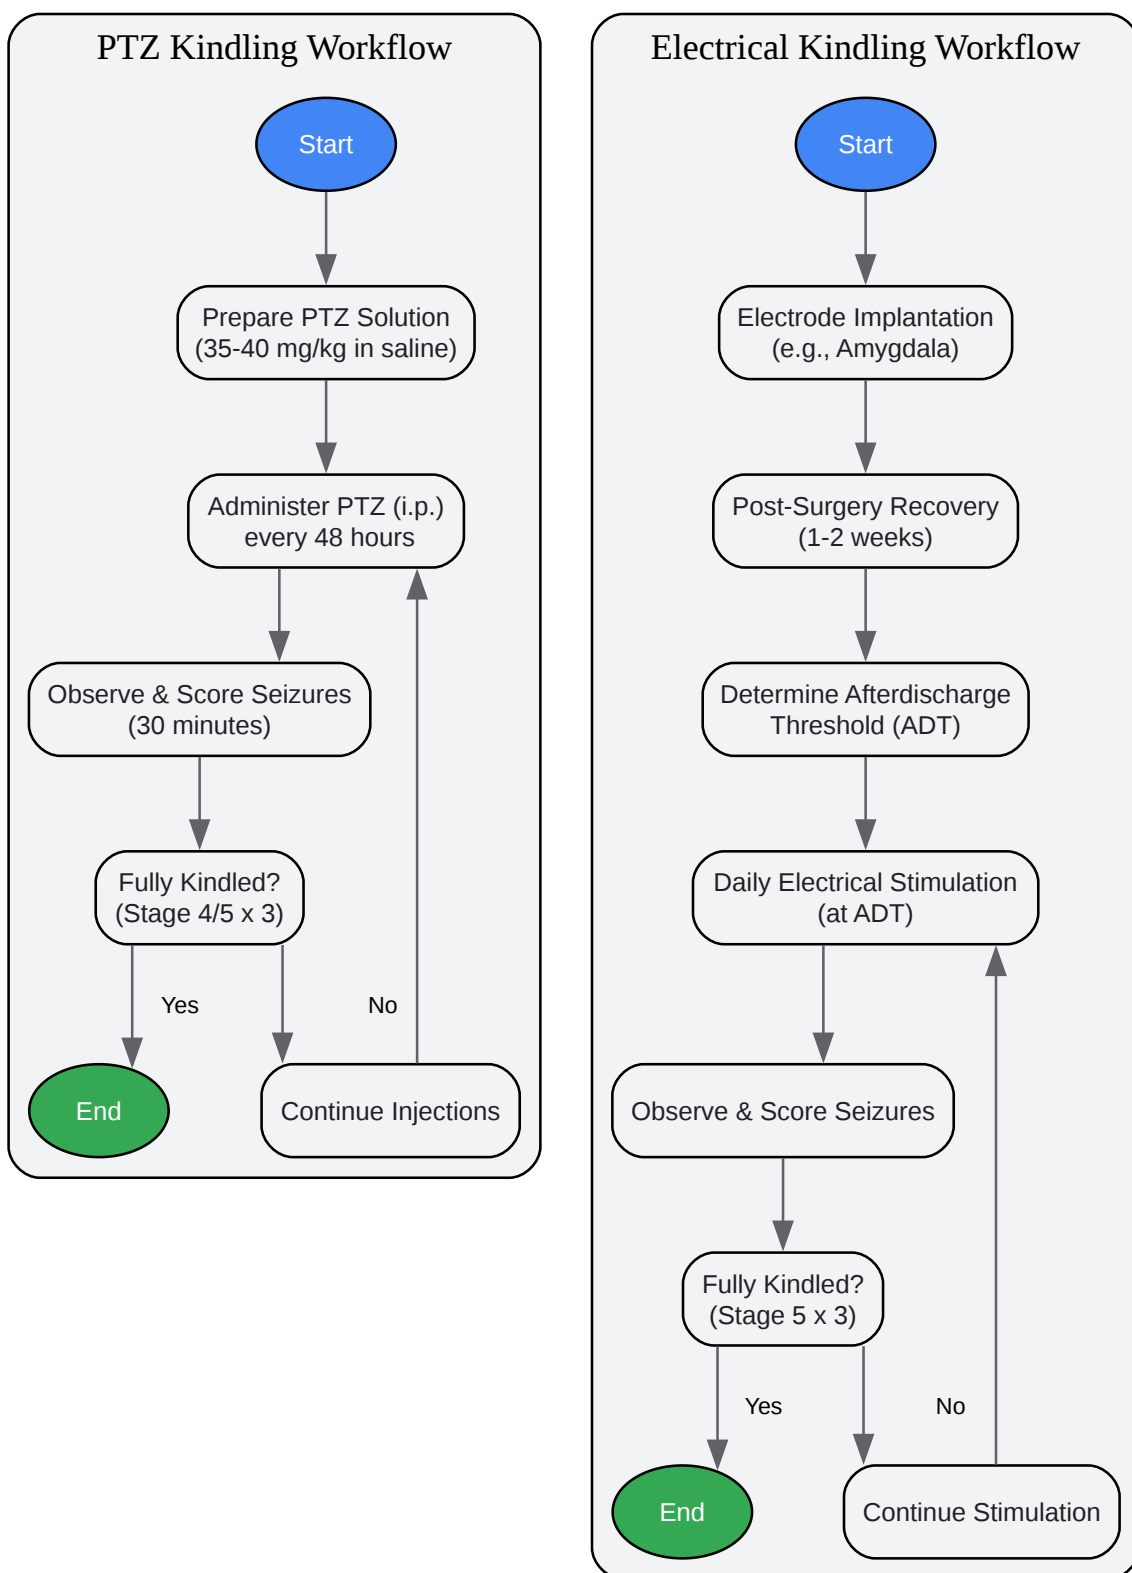 PTZ Kindling Workflow
Start
Prepare PTZ Solution
(35-40 mg/kg in saline)
Administer PTZ (i.p.)
every 48 hours
Observe & Score Seizures
(30 minutes)
Fully Kindled?
(Stage 4/5 x 3)
Yes
No
End
Continue Injections
Electrical Kindling Workflow
Start
Electrode Implantation
(e.g., Amygdala)
Post-Surgery Recovery
(1-2 weeks)
Determine Afterdischarge
Threshold (ADT)
Daily Electrical Stimulation
(at ADT)
Observe & Score Seizures
Fully Kindled?
(Stage 5 x 3)
Yes
No
End
Continue Stimulation